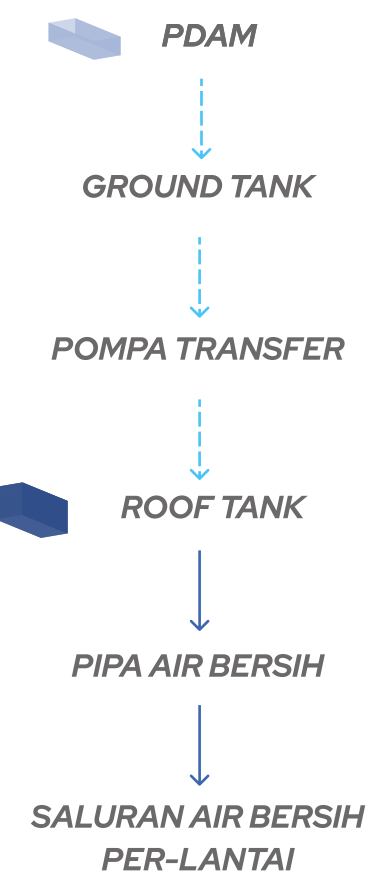 PDAM
GROUND TANK
POMPA TRANSFER
ROOF TANK
PIPA AIR BERSIH
SALURAN AIR BERSIH
PER-LANTAI